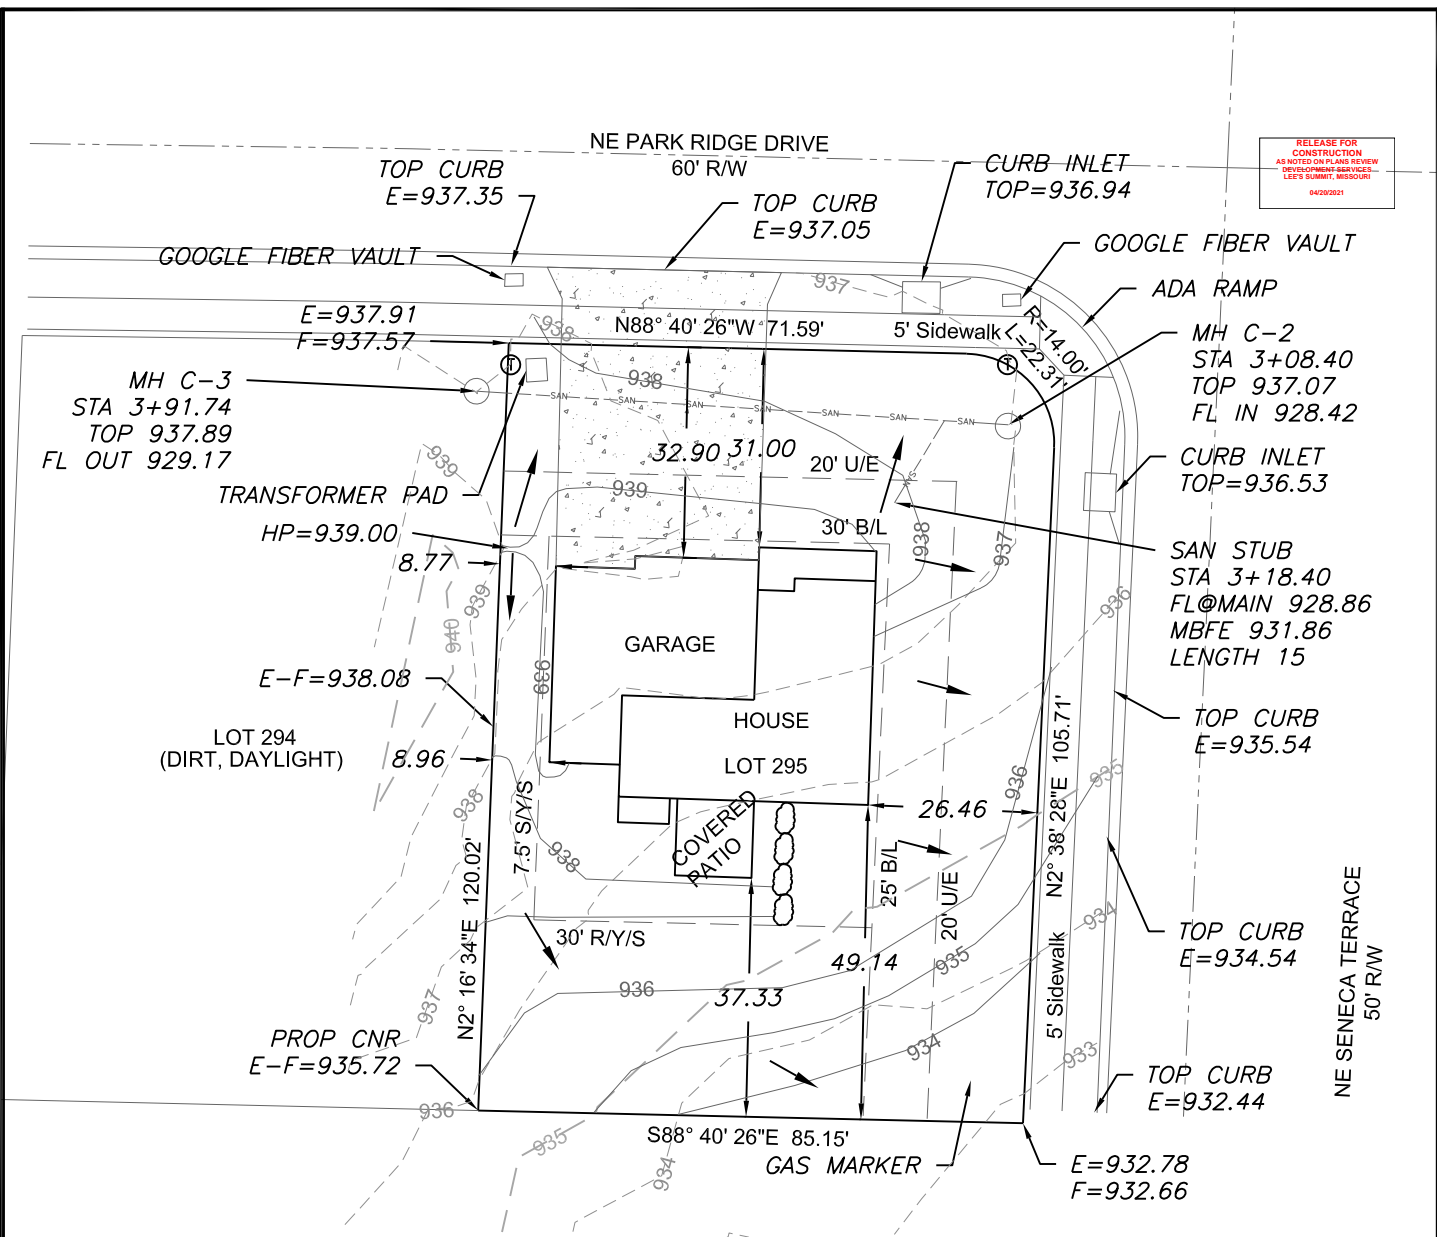 NE PARK RIDGE DRIVE
60' R/W
TOP CURB
E=937.35
TOP CURB
E=937.05
CURB INLET
TOP=936.94
RELEASE FOR
CONSTRUCTION
AS NOTED ON PLANS REVIEW
DEVELOPMENT SERVICES
LEE'S SUMMIT, MISSOURI
04/20/2021
GOOGLE FIBER VAULT
GOOGLE FIBER VAULT
ADA RAMP
937
E=937.91
F=937.57
938
N88° 40' 26"W 71.59'
5' Sidewalk
R=14.00'
L=22.31'
MH C-2
STA 3+08.40
TOP 937.07
FL IN 928.42
T
T
MH C-3
STA 3+91.74
TOP 937.89
FL OUT 929.17
938
SAN
SAN
SAN
SAN
SAN
SAN
SAN
32.90
31.00
20' U/E
939
CURB INLET
TOP=936.53
TRANSFORMER PAD
939
W/S
HP=939.00
30' B/L
938
937
8.77
SAN STUB
STA 3+18.40
FL@MAIN 928.86
MBFE 931.86
LENGTH 15
939
940
936
GARAGE
E-F=938.08
939
HOUSE
TOP CURB
E=935.54
LOT 294
(DIRT, DAYLIGHT)
8.96
LOT 295
N2° 38' 28"E 105.71'
936
935
938
7.5' S/Y/S
26.46
COVERED
PATIO
938
25' B/L
20' U/E
N2° 16' 34"E 120.02'
30' R/Y/S
934
TOP CURB
E=934.54
NE SENECA TERRACE
50' R/W
49.14
935
5' Sidewalk
936
37.33
937
PROP CNR
E-F=935.72
934
933
TOP CURB
E=932.44
936
935
S88° 40' 26"E 85.15'
GAS MARKER
934
E=932.78
F=932.66